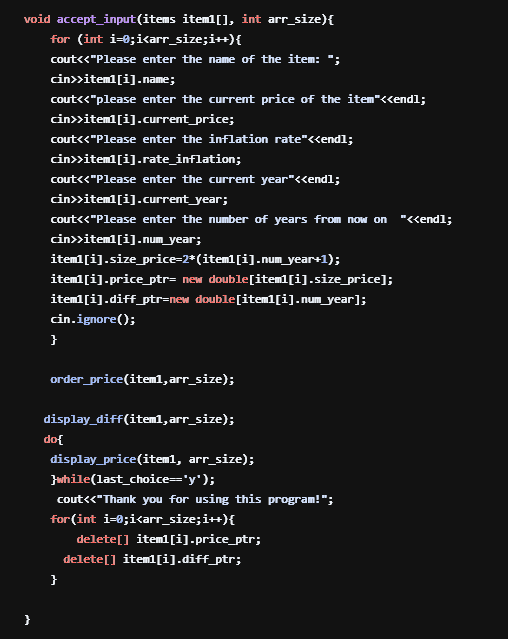 void accept_input(items item1[], int arr_size){
for (int i=0;i<arr_size;i++){
cout<<"Please enter the name of the item: ";
cin>>item1[i].name;
cout<<"please enter the current price of the item"<<endl;
cin>>item1[i].current_price;
cout<<"Please enter the inflation rate"<<endl;
cin>>item1[i].rate_inflation;
cout<<"Please enter the current year"<<endl;
cin>>item1[i].current_year;
cout<<"Please enter the number of years from now on  "<<endl;
cin>>item1[i].num_year;
item1[i].size_price=2*(item1[i].num_year+1);
item1[i].price_ptr= new double[item1[i].size_price];
item1[i].diff_ptr=new double[item1[i].num_year];
cin.ignore();
}
order_price(item1,arr_size);
display_diff(item1,arr_size);
do{
display_price(item1, arr_size);
}while(last_choice=='y');
cout<<"Thank you for using this program!";
for(int i=0;i<arr_size;i++){
delete[] item1[i].price_ptr;
delete[] item1[i].diff_ptr;
}
}